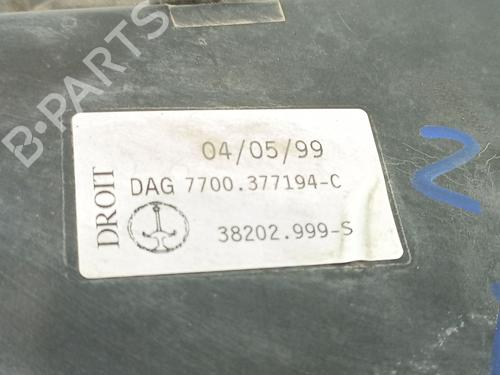 B-PARTS
DROIT
04/05/99
DAG 7700.377194-C
38202.999-S
2